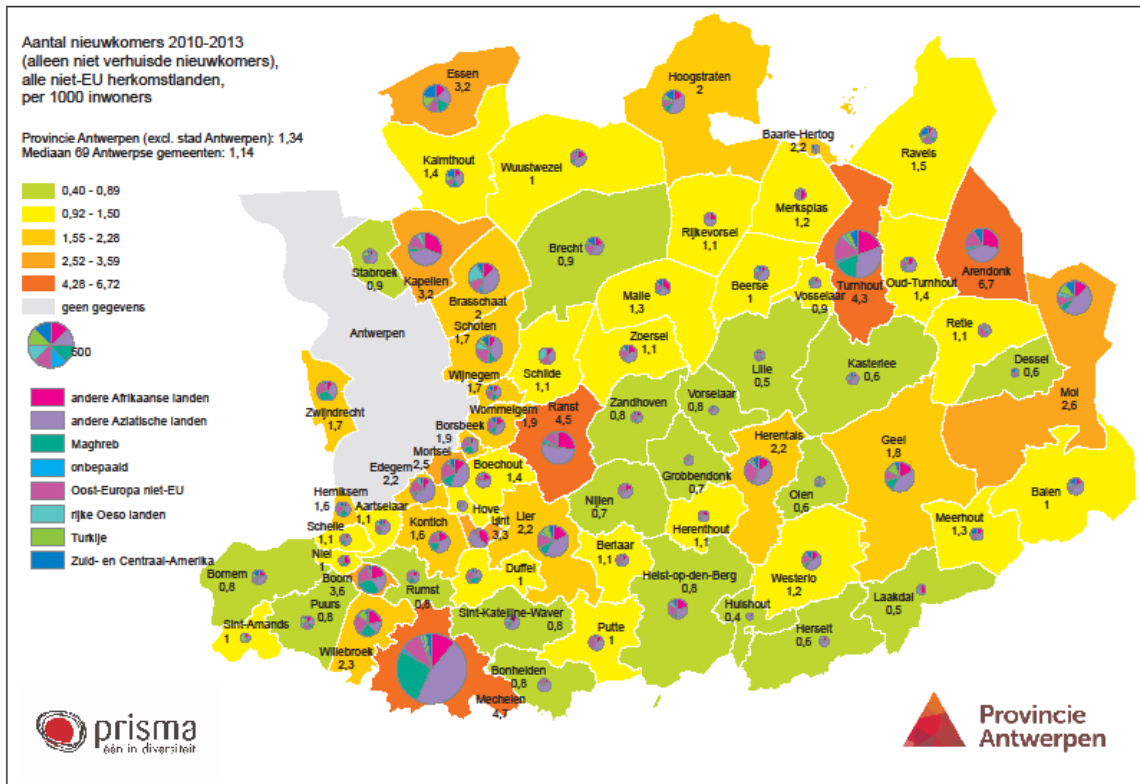 Aantal nieuwkomers 2010-2013
(alleen niet verhuisde nieuwkomers),
alle niet-EU herkomstlanden,
per 1000 inwoners
Provincie Antwerpen (excl. stad Antwerpen): 1,34
Mediaan 69 Antwerpse gemeenten: 1,14
0,40 - 0,89
0,92 - 1,50
1,55 - 2,28
2,52 - 3,59
4,28 - 6,72
geen gegevens
500
andere Afrikaanse landen
andere Aziatische landen
Maghreb
onbepaald
Oost-Europa niet-EU
rijke Oeso landen
Turkije
Zuid- en Centraal-Amerika
Essen
3,2
Hoogstraten
2
Baarle-Hertog
2,2
Ravels
1,5
Kalmthout
1,4
Wuustwezel
1
Merksplas
1,2
Rijkevorsel
1,1
Brecht
0,9
Stabroek
0,9
Kapellen
3,2
Brasschaat
2
Turnhout
4,3
Oud-Turnhout
1,4
Arendonk
6,7
Beerse
1
Vosselaar
0,9
Malle
1,3
Antwerpen
Schoten
1,7
Zoersel
1,1
Retie
1,1
Schilde
1,1
Lille
0,5
Kasterlee
0,6
Dessel
0,6
Wijnegem
1,7
Mol
2,6
Zwijndrecht
1,7
Wommelgem
1,9
Ranst
4,5
Zandhoven
0,8
Vorselaar
0,8
Borsbeek
1,9
Mortsel
2,5
Herentals
2,2
Geel
1,8
Edegem
2,2
Boechout
1,4
Grobbendonk
0,7
Olen
0,6
Balen
1
Hemiksem
1,6
Aartselaar
1,1
Nijlen
0,7
Hove
Lint
3,3
Lier
2,2
Kontich
1,6
Herenthout
1,1
Meerhout
1,3
Schelle
1,1
Niel
1
Berlaar
1,1
Duffel
1
Bornem
0,8
Boom
3,6
Rumst
0,8
Heist-op-den-Berg
0,8
Westerlo
1,2
Laakdal
0,5
Puurs
0,8
Sint-Katelijne-Waver
0,8
Hulshout
0,4
Sint-Amands
1
Putte
1
Herselt
0,6
Willebroek
2,3
Bonheiden
0,8
Mechelen
4,7
prisma
één in diversiteit
Provincie
Antwerpen